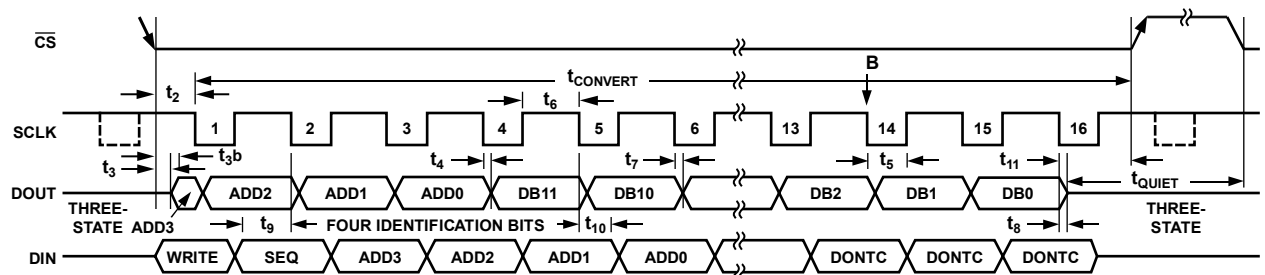 CS
B
tCONVERT
t2
t6
SCLK
1 2 3 4 5 6 13 14 15 16
t3b
t3
t4
t7
t5
t11
tQUIET
DOUT
ADD2 ADD1 ADD0 DB11 DB10 DB2 DB1 DB0
THREE-
STATE
ADD3
t9
FOUR IDENTIFICATION BITS
t10
t8
THREE-
STATE
DIN
WRITE SEQ ADD3 ADD2 ADD1 ADD0 DONTC DONTC DONTC